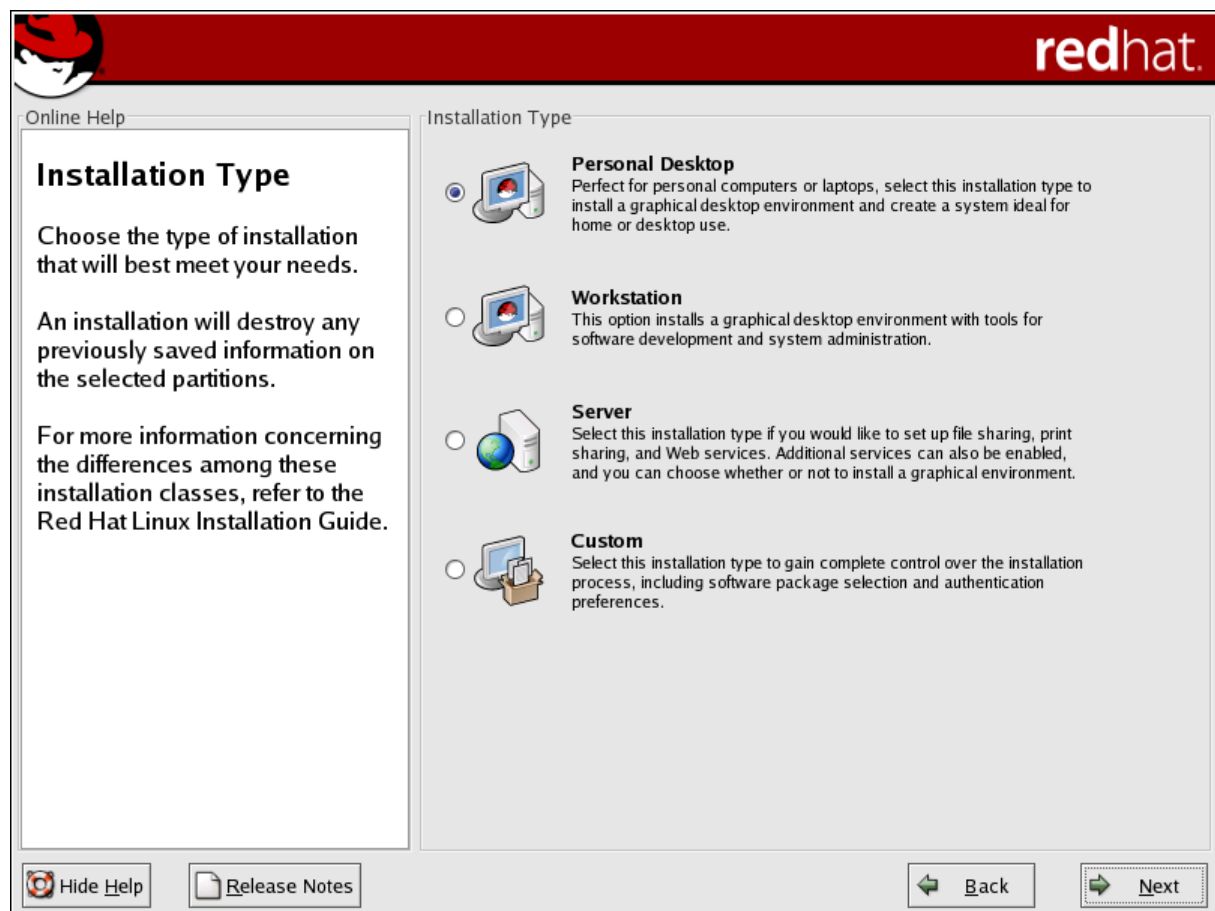 redhat.
Online Help
Installation Type
Choose the type of installation
that will best meet your needs.
An installation will destroy any
previously saved information on
the selected partitions.
For more information concerning
the differences among these
installation classes, refer to the
Red Hat Linux Installation Guide.
Installation Type
Personal Desktop
Perfect for personal computers or laptops, select this installation type to
install a graphical desktop environment and create a system ideal for
home or desktop use.
Workstation
This option installs a graphical desktop environment with tools for
software development and system administration.
Server
Select this installation type if you would like to set up file sharing, print
sharing, and Web services. Additional services can also be enabled,
and you can choose whether or not to install a graphical environment.
Custom
Select this installation type to gain complete control over the installation
process, including software package selection and authentication
preferences.
Hide Help
Release Notes
Back
Next